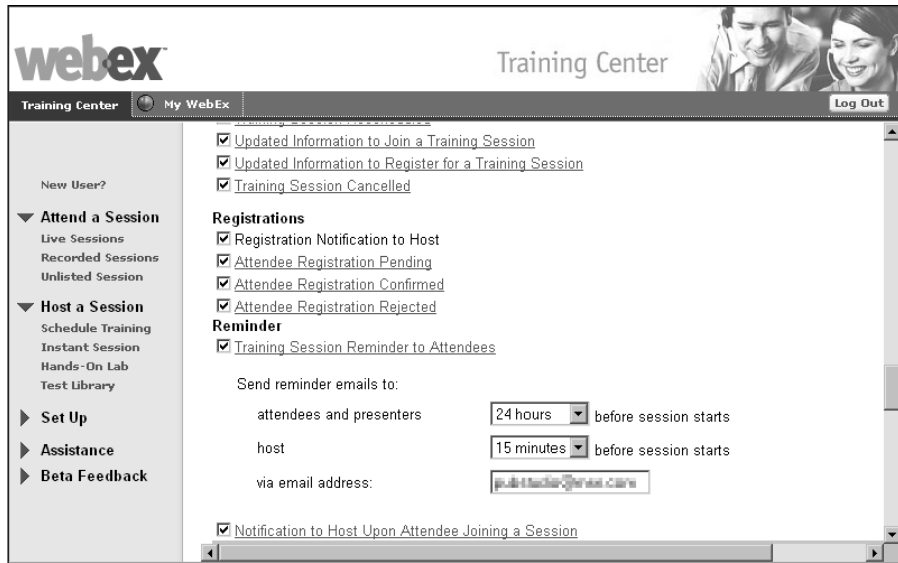 webex
Training Center
Training Center My WebEx Log Out
New User?
Attend a Session
Live Sessions
Recorded Sessions
Unlisted Session
Host a Session
Schedule Training
Instant Session
Hands-On Lab
Test Library
Set Up
Assistance
Beta Feedback
Training Session Rescheduled
Updated Information to Join a Training Session
Updated Information to Register for a Training Session
Training Session Cancelled
Registrations
Registration Notification to Host
Attendee Registration Pending
Attendee Registration Confirmed
Attendee Registration Rejected
Reminder
Training Session Reminder to Attendees
Send reminder emails to:
attendees and presenters 24 hours before session starts
host 15 minutes before session starts
via email address:
Notification to Host Upon Attendee Joining a Session